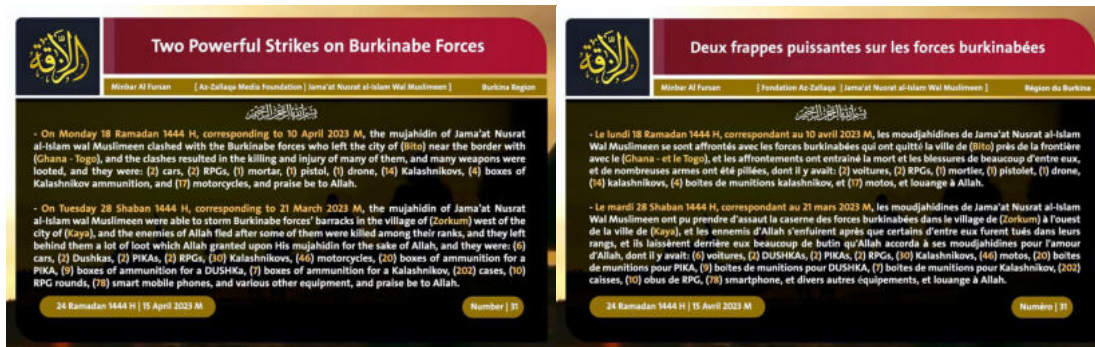 الزلاقة
Two Powerful Strikes on Burkinabe Forces
Minbar Al Fursan [ Az-Zallaqa Media Foundation | Jama'at Nusrat al-Islam Wal Muslimeen ] Burkina Region
بسم الله الرحمن الرحيم
- On Monday 18 Ramadan 1444 H, corresponding to 10 April 2023 M, the mujahidin of Jama'at Nusrat
al-Islam wal Muslimeen clashed with the Burkinabe forces who left the city of (Bito) near the border with
(Ghana - Togo), and the clashes resulted in the killing and injury of many of them, and many weapons were
looted, and they were: (2) cars, (2) RPGs, (1) mortar, (1) pistol, (1) drone, (14) Kalashnikovs, (4) boxes of
Kalashnikov ammunition, and (17) motorcycles, and praise be to Allah.
- On Tuesday 28 Shaban 1444 H, corresponding to 21 March 2023 M, the mujahidin of Jama'at Nusrat
al-Islam wal Muslimeen were able to storm Burkinabe forces' barracks in the village of (Zorkum) west of the
city of (Kaya), and the enemies of Allah fled after some of them were killed among their ranks, and they left
behind them a lot of loot which Allah granted upon His mujahidin for the sake of Allah, and they were: (6)
cars, (2) Dushkas, (2) PIKAs, (2) RPGs, (30) Kalashnikovs, (46) motorcycles, (20) boxes of ammunition for a
PIKA, (9) boxes of ammunition for a DUSHKA, (7) boxes of ammunition for a Kalashnikov, (202) cases, (10)
RPG rounds, (78) smart mobile phones, and various other equipment, and praise be to Allah.
24 Ramadan 1444 H | 15 April 2023 M Number | 31
الزلاقة
Deux frappes puissantes sur les forces burkinabées
Minbar Al Fursan [ Fondation Az-Zallaqa | Jama'at Nusrat al-Islam Wal Muslimeen ] Région du Burkina
بسم الله الرحمن الرحيم
- Le lundi 18 Ramadan 1444 H, correspondant au 10 avril 2023 M, les moudjahidines de Jama'at Nusrat al-Islam
Wal Muslimeen se sont affrontés avec les forces burkinabées qui ont quitté la ville de (Bito) près de la frontière
avec le (Ghana - et le Togo), et les affrontements ont entrainé la mort et les blessures de beaucoup d'entre eux,
et de nombreuses armes ont été pillées, dont il y avait: (2) voitures, (2) RPGs, (1) mortier, (1) pistolet, (1) drone,
(14) kalashnikovs, (4) boites de munitions kalashnikov, et (17) motos, et louange à Allah.
- Le mardi 28 Shaban 1444 H, correspondant au 21 mars 2023 M, les moudjahidines de Jama'at Nusrat al-Islam
Wal Muslimeen ont pu prendre d'assaut la caserne des forces burkinabées dans le village de (Zorkum) à l'ouest
de la ville de (Kaya), et les ennemis d'Allah s'enfuirent après que certains d'entre eux furent tués dans leurs
rangs, et ils laissèrent derrière eux beaucoup de butin qu'Allah accorda à ses moudjahidines pour l'amour
d'Allah, dont il y avait: (6) voitures, (2) DUSHKAs, (2) PIKAs, (2) RPGs, (30) Kalashnikovs, (46) motos, (20) boites
de munitions pour PIKA, (9) boites de munitions pour DUSHKA, (7) boites de munitions pour Kalashnikov, (202)
caisses, (10) obus de RPG, (78) smartphone, et divers autres équipements, et louange à Allah.
24 Ramadan 1444 H | 15 Avril 2023 M Numéro | 31